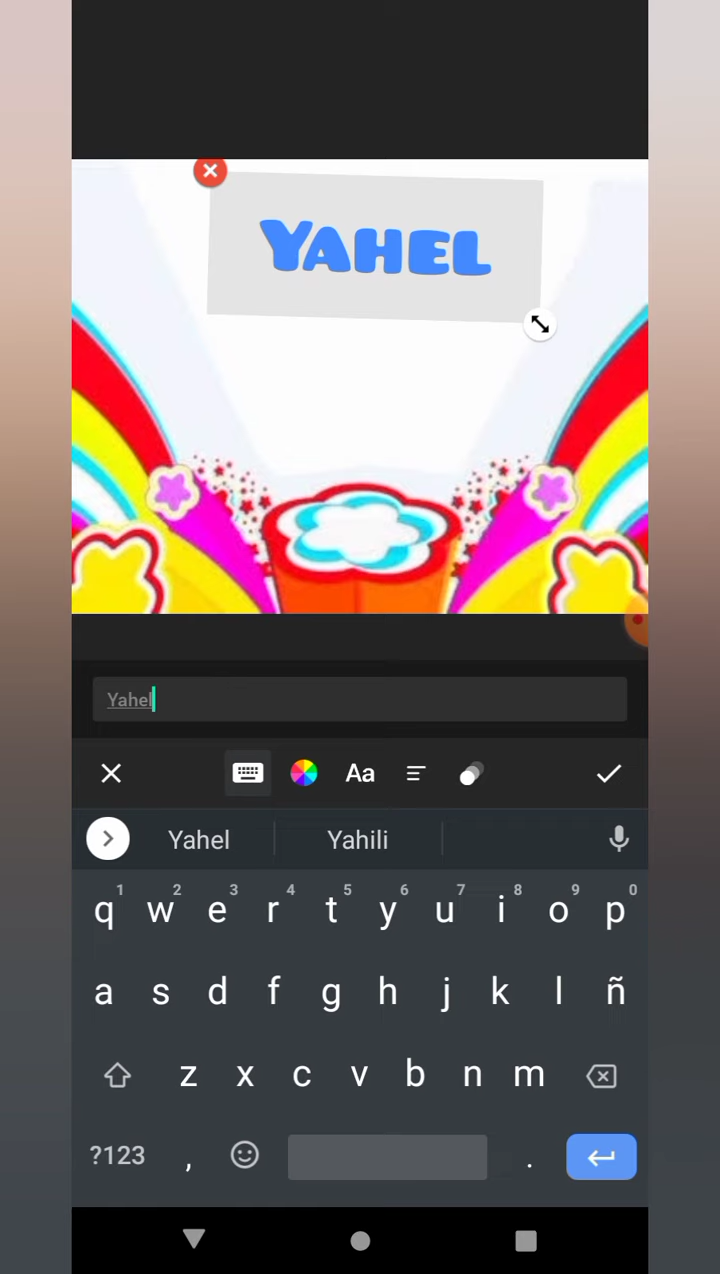 YAHEL
Yahel
Aa
Yahel Yahili
1 2 3 4 5 6 7 8 9 0
q w e r t y u i o p
a s d f g h j k l ñ
z x c v b n m
?123 , .